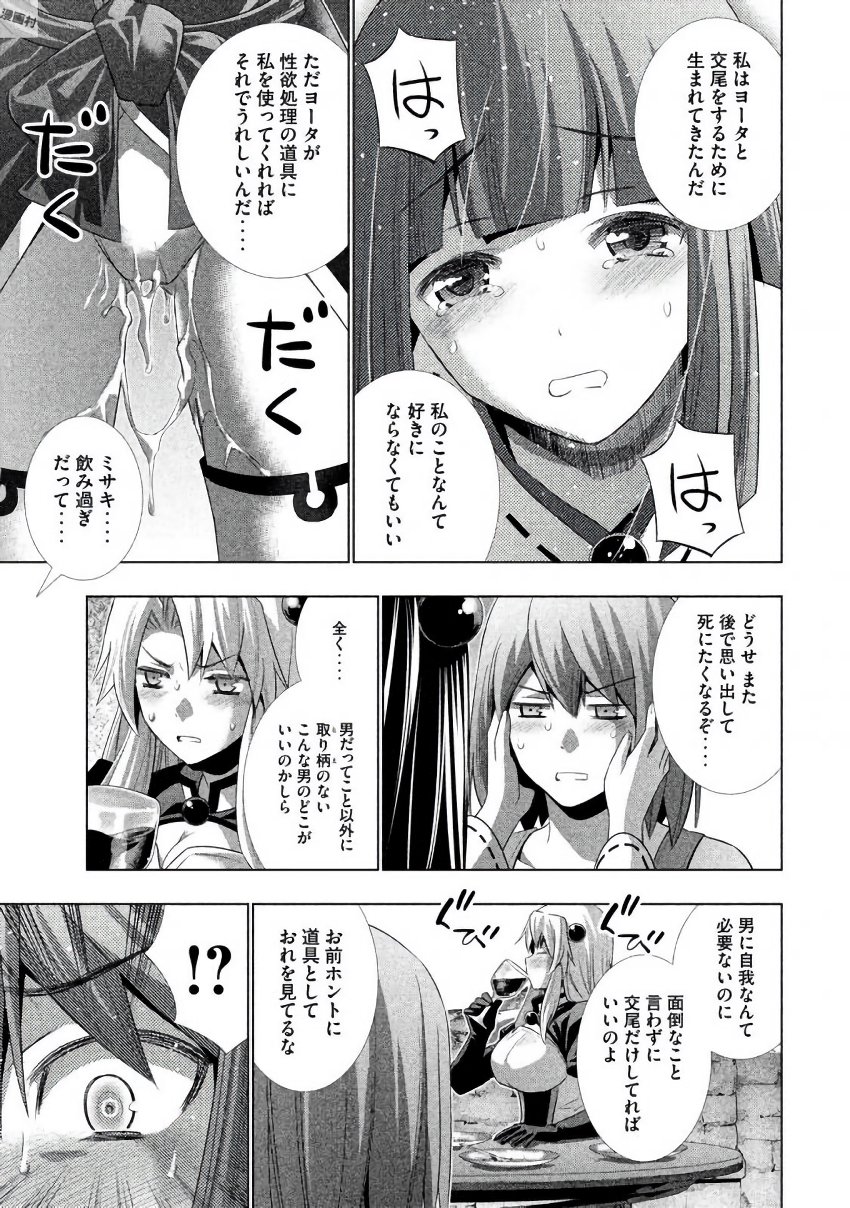 私はヨータと
交尾をするために
生まれてきたんだ
はっ
私のことなんて
好きに
ならなくてもいい
はっ
ただヨータが
性欲処理の道具に
私を使ってくれれば
それでうれしいんだ
‥‥
だく
だく
ミサキ‥‥
飲み過ぎ
だって‥‥
どうせ また
後で思い出して
死にたくなるぞ‥‥
全く‥‥
男だってこと以外に
取り柄のない
こんな男のどこが
いいのかしら
男に自我なんて
必要ないのに
面倒なこと
言わずに
交尾だけしてれば
いいのよ
ぐびっ
ぐびっ
お前ホントに
道具として
おれを見てるな
!?
漫画村